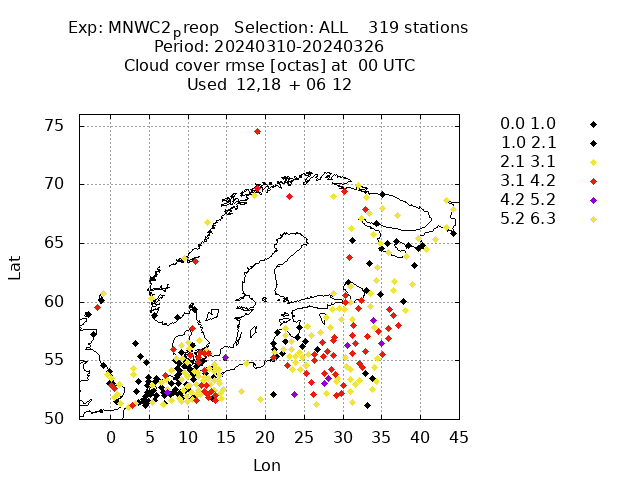 Exp: MNWC2preop Selection: ALL 319 stations
Period: 20240310-20240326
Cloud cover rmse [octas] at 00 UTC
Used 12,18 + 06 12
75
70
65
60
55
50
Lat
0 5 10 15 20 25 30 35 40 45
Lon
0.0 1.0
1.0 2.1
2.1 3.1
3.1 4.2
4.2 5.2
5.2 6.3